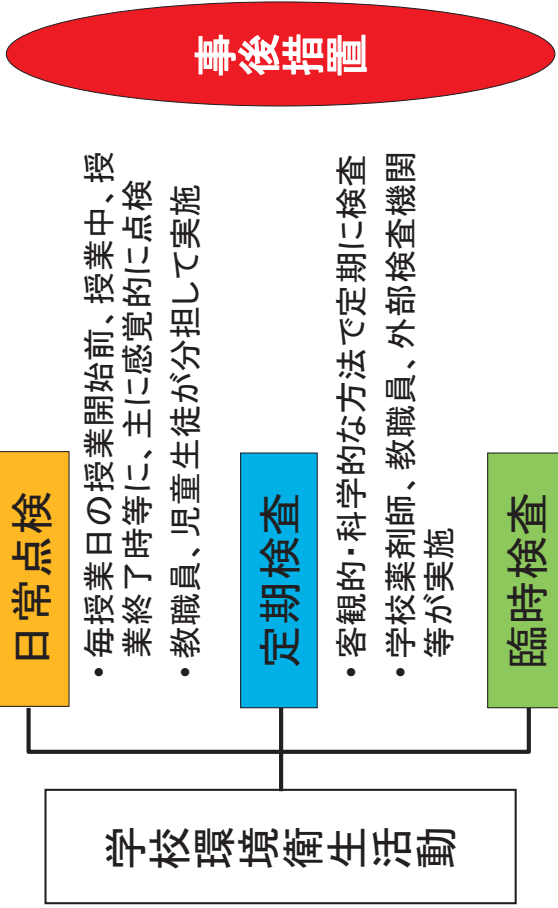 学校環境衛生活動
日常点検
・毎授業日の授業開始前、授業中、授
業終了時等に、主に感覚的に点検
・教職員、児童生徒が分担して実施
定期検査
・客観的・科学的な方法で定期に検査
・学校薬剤師、教職員、外部検査機関
等が実施
臨時検査
事後措置